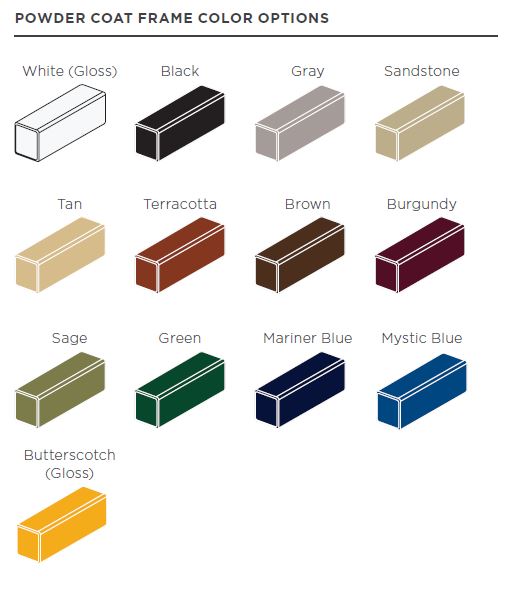 POWDER COAT FRAME COLOR OPTIONS
White (Gloss)
Black
Gray
Sandstone
Tan
Terracotta
Brown
Burgundy
Sage
Green
Mariner Blue
Mystic Blue
Butterscotch
(Gloss)